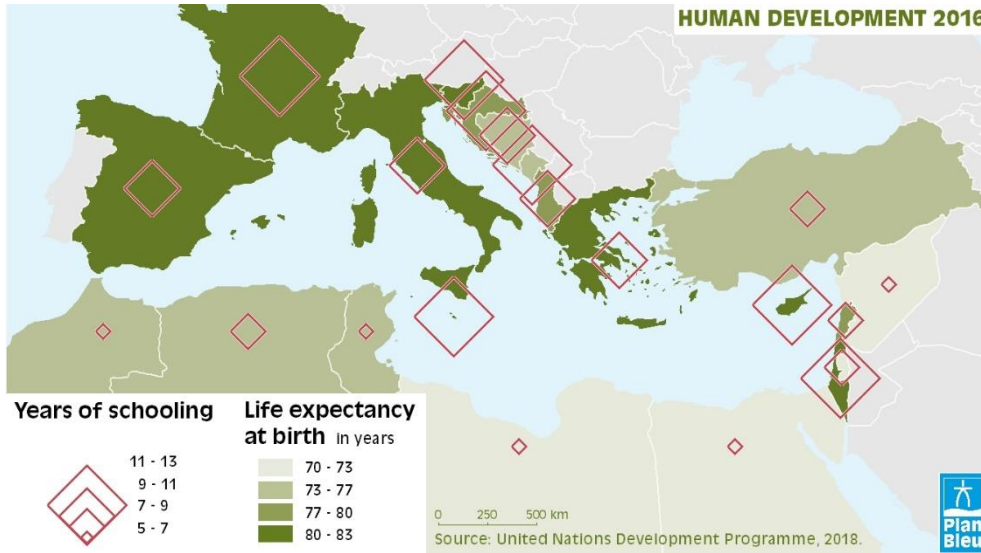 HUMAN DEVELOPMENT 2016
Years of schooling
11 - 13
9 - 11
7 - 9
5 - 7
Life expectancy
at birth in years
70 - 73
73 - 77
77 - 80
80 - 83
0 250 500 km
Source: United Nations Development Programme, 2018.
Plan
Bleu